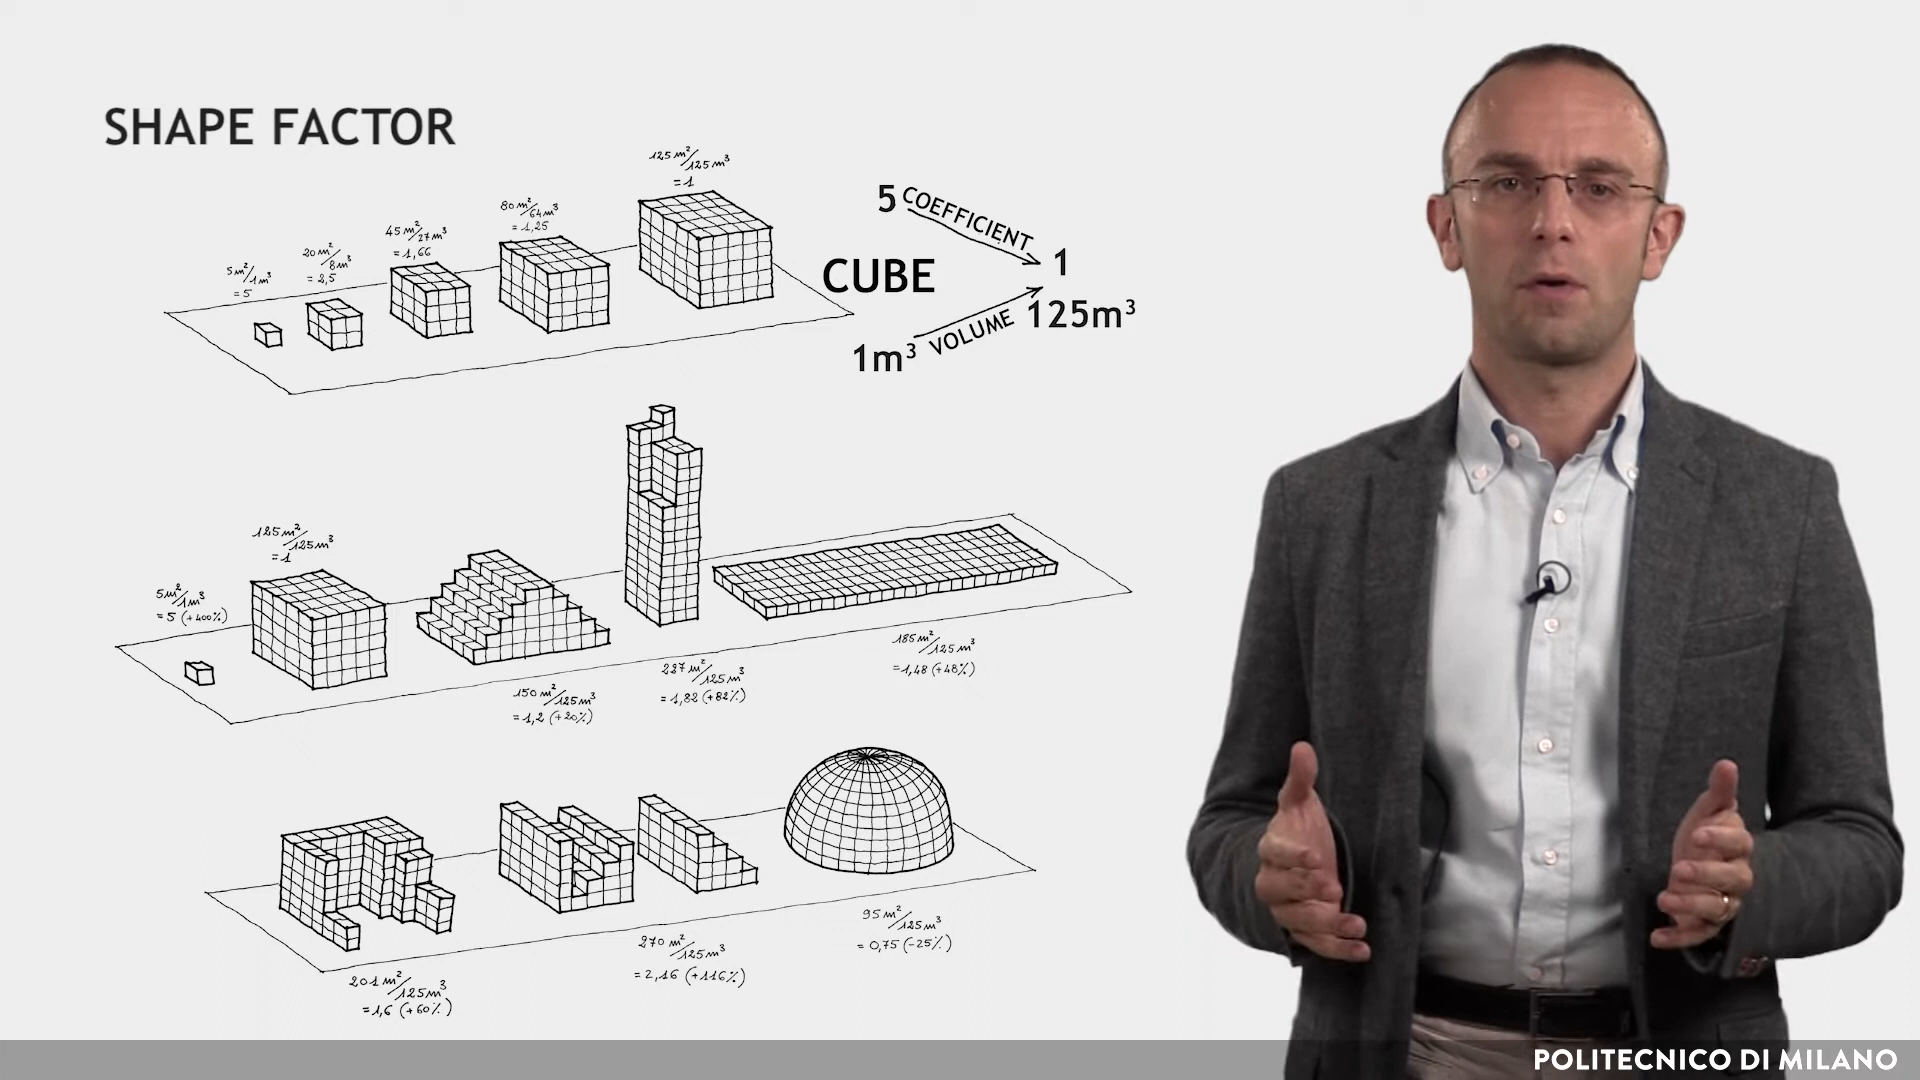 SHAPE FACTOR
125 m²/125 m³
= 1
80 m²/64 m³
= 1,25
45 m²/27 m³
= 1,66
20 m²/8 m³
= 2,5
5 m²/1 m³
= 5
5 COEFFICIENT
1
CUBE
125m³
1m³ VOLUME
125 m²/125 m³
= 1
5 m²/1 m³
= 5 (+400%)
150 m²/125 m³
= 1,2 (+20%)
227 m²/125 m³
= 1,82 (+82%)
185 m²/125 m³
= 1,48 (+48%)
201 m²/125 m³
= 1,6 (+60%)
270 m²/125 m³
= 2,16 (+116%)
95 m²/125 m³
= 0,75 (-25%)
POLITECNICO DI MILANO